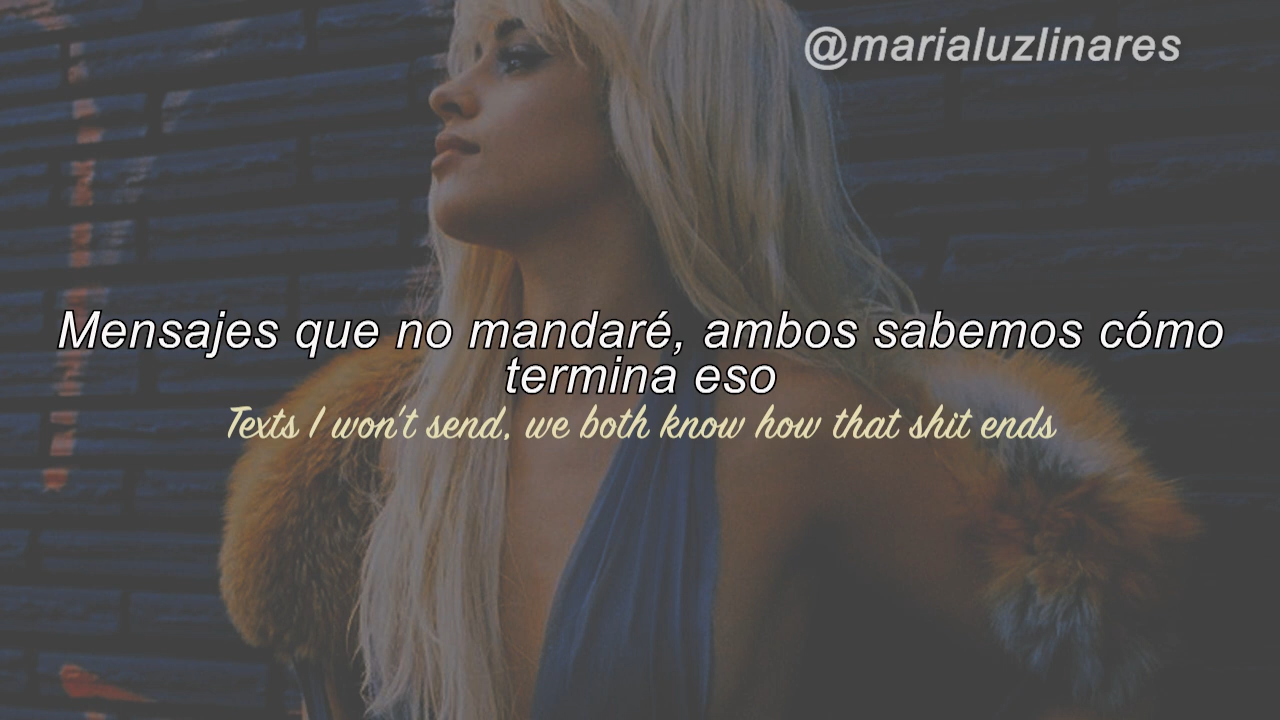 @marialuzlinares
Mensajes que no mandaré, ambos sabemos cómo
termina eso
Texts I won't send, we both know how that shit ends